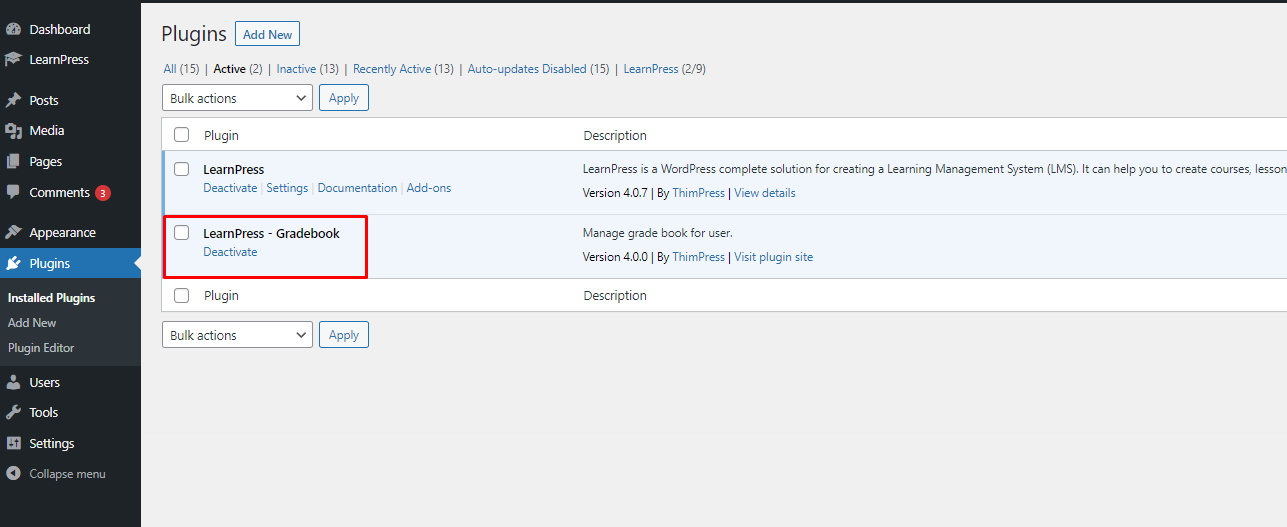 Dashboard
LearnPress
Posts
Media
Pages
Comments 3
Appearance
Plugins
Installed Plugins
Add New
Plugin Editor
Users
Tools
Settings
Collapse menu
Plugins Add New
All (15) | Active (2) | Inactive (13) | Recently Active (13) | Auto-updates Disabled (15) | LearnPress (2/9)
Bulk actions Apply
Plugin Description
LearnPress LearnPress is a WordPress complete solution for creating a Learning Management System (LMS). It can help you to create courses, lesson
Deactivate | Settings | Documentation | Add-ons Version 4.0.7 | By ThimPress | View details
LearnPress - Gradebook Manage grade book for user.
Deactivate Version 4.0.0 | By ThimPress | Visit plugin site
Plugin Description
Bulk actions Apply